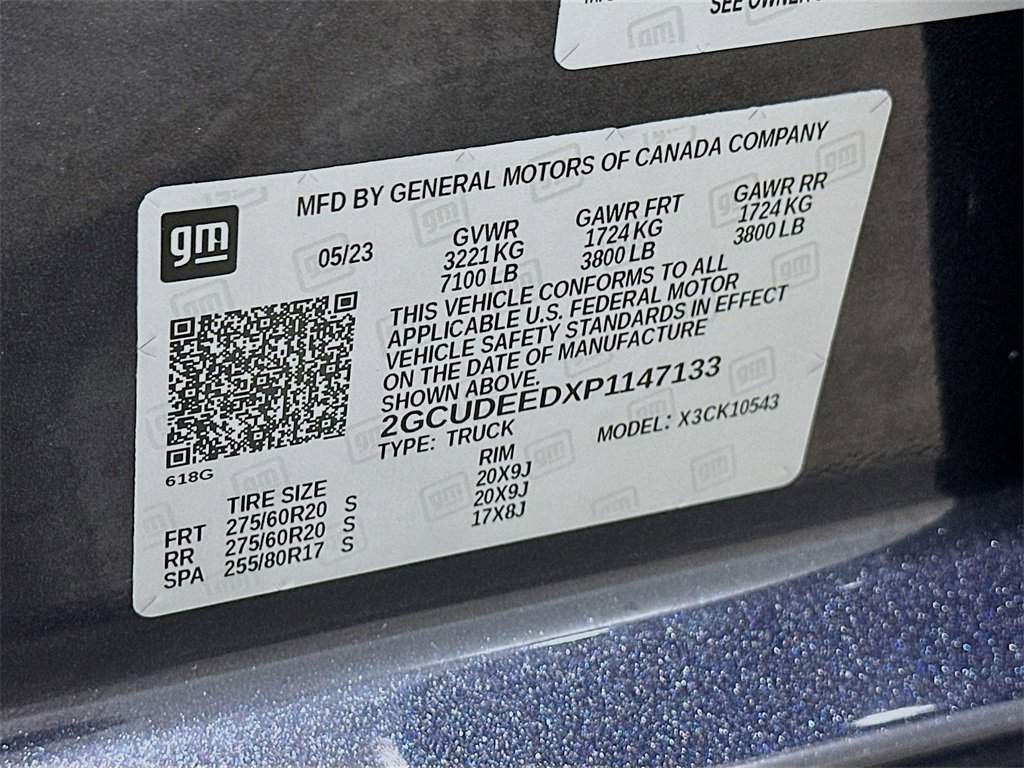 SEE OWNER
MFD BY GENERAL MOTORS OF CANADA COMPANY
gm
05/23
GVWR GAWR FRT GAWR RR
3221 KG 1724 KG 1724 KG
7100 LB 3800 LB 3800 LB
THIS VEHICLE CONFORMS TO ALL
APPLICABLE U.S. FEDERAL MOTOR
VEHICLE SAFETY STANDARDS IN EFFECT
ON THE DATE OF MANUFACTURE
SHOWN ABOVE.
2GCUDEEDXP1147133
TYPE: TRUCK MODEL: X3CK10543
618G
TIRE SIZE RIM
FRT 275/60R20 S 20X9J
RR 275/60R20 S 20X9J
SPA 255/80R17 S 17X8J